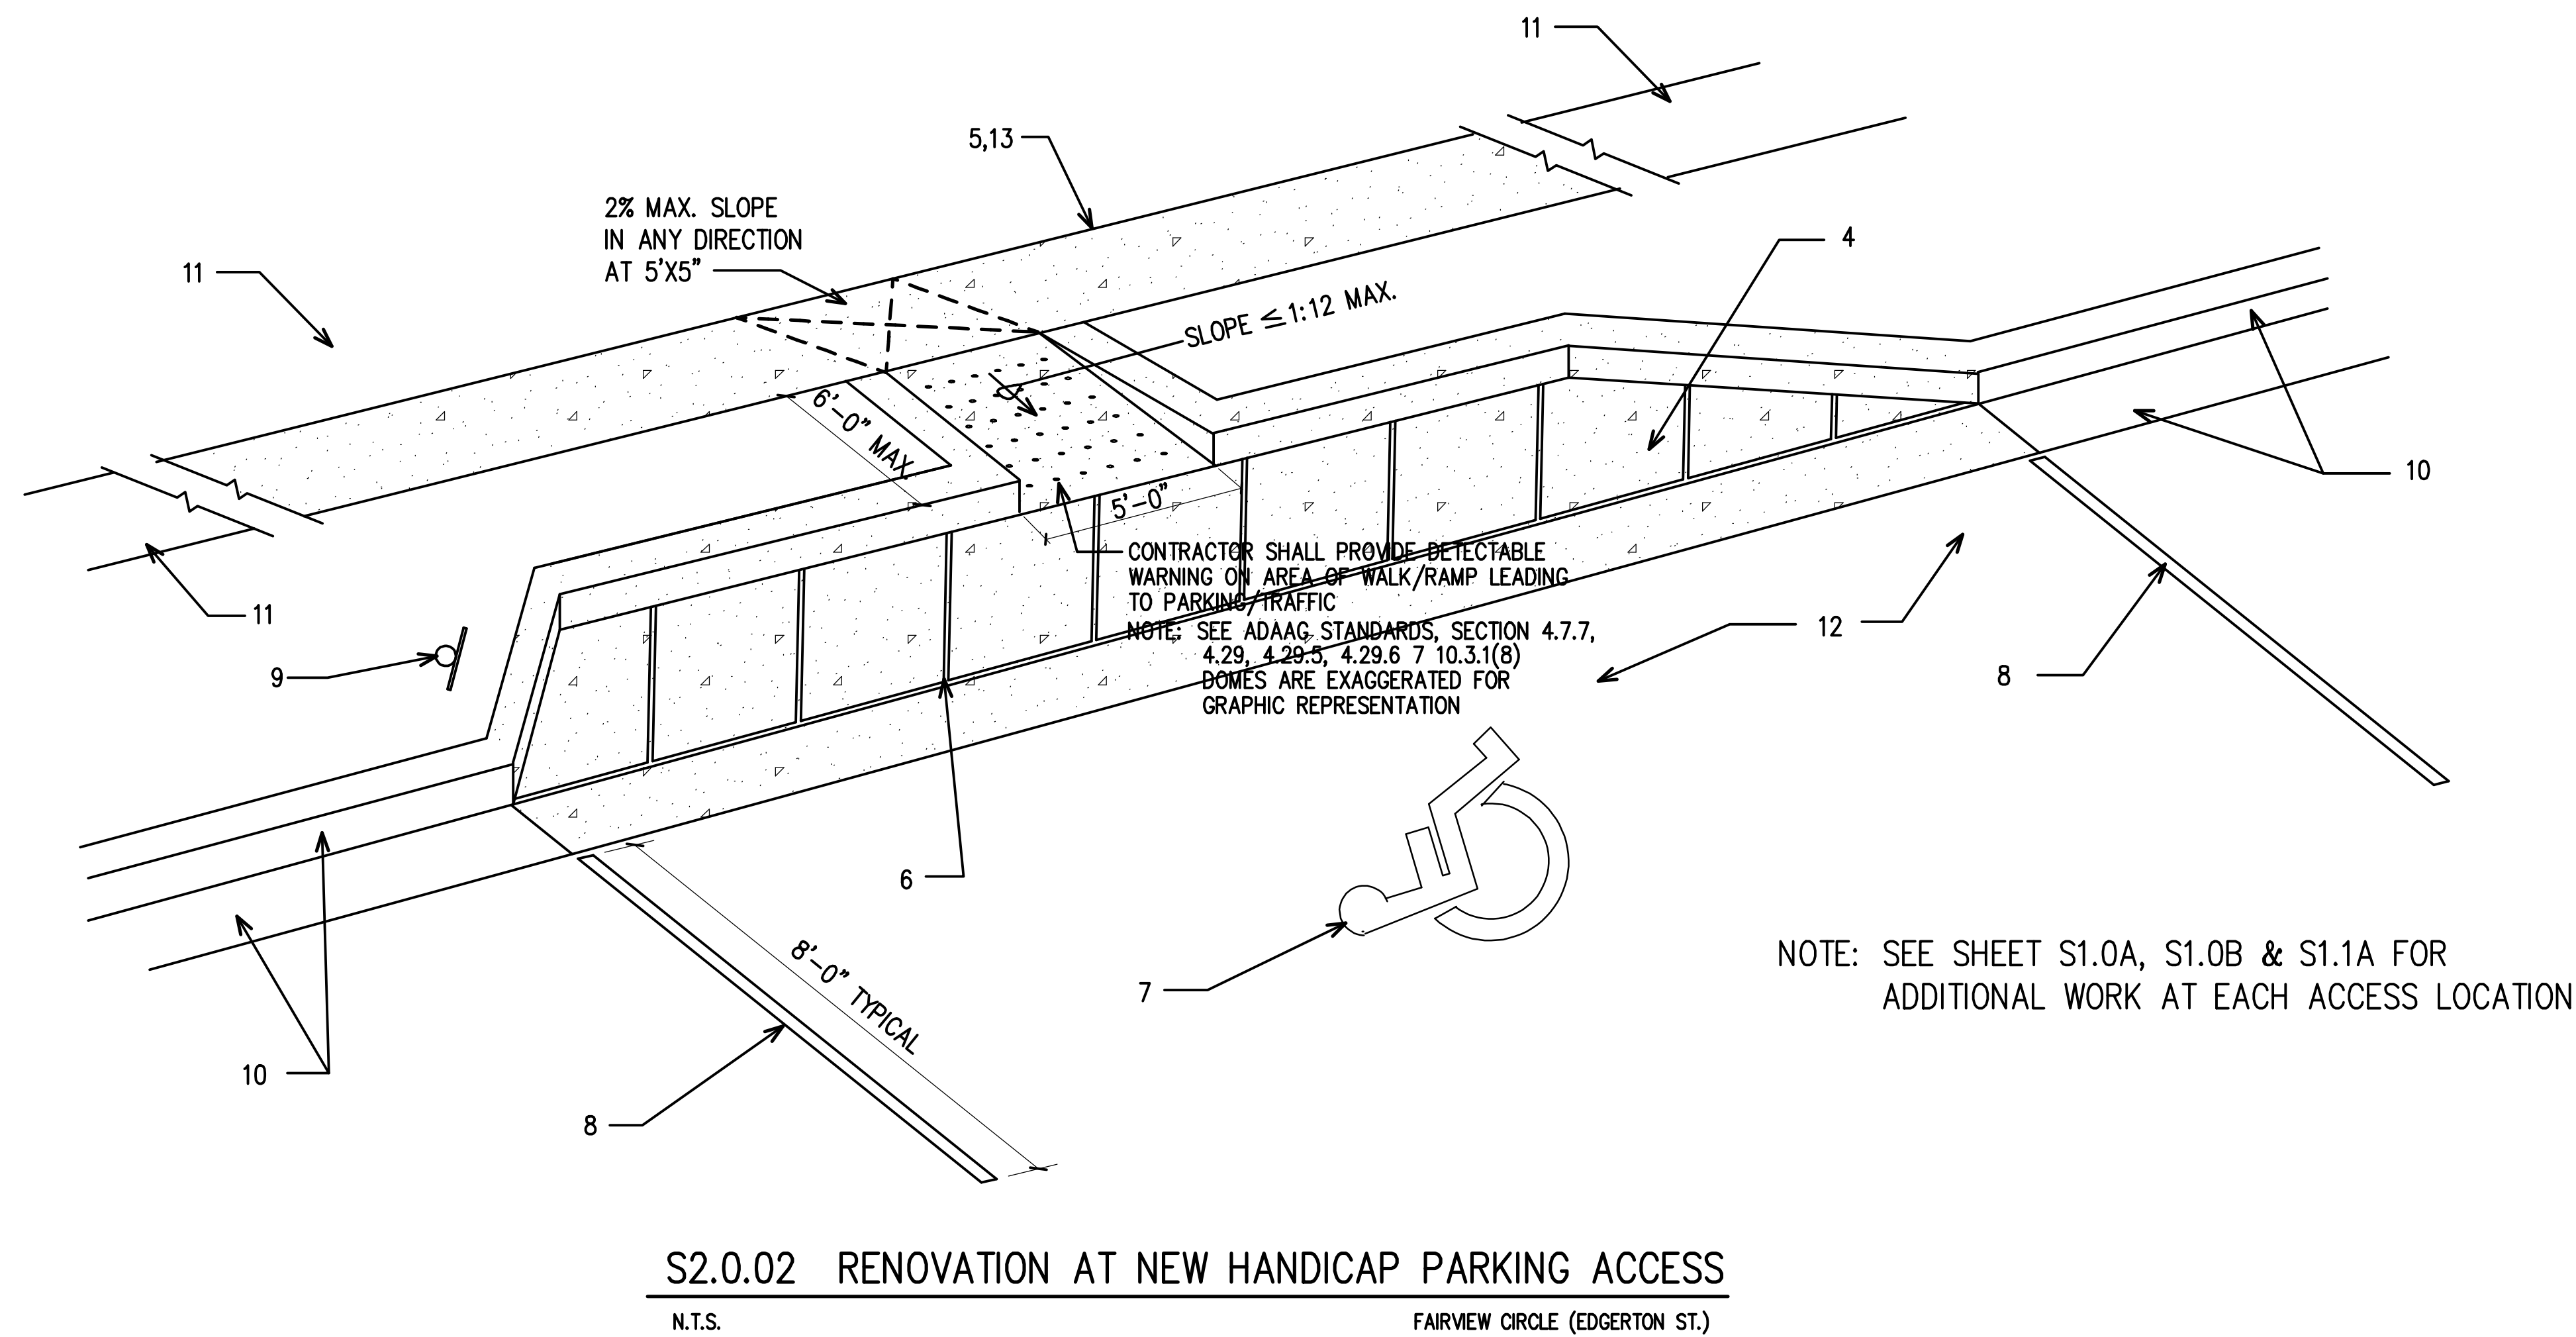 11
5,13
2% MAX. SLOPE
IN ANY DIRECTION
AT 5'X5"
4
11
SLOPE ≤ 1:12 MAX.
6'-0" MAX.
10
5'-0"
CONTRACTOR SHALL PROVIDE DETECTABLE
WARNING ON AREA OF WALK/RAMP LEADING
TO PARKING/TRAFFIC
NOTE: SEE ADAAG STANDARDS, SECTION 4.7.7,
4.29, 4.29.5, 4.29.6 7 10.3.1(8)
DOMES ARE EXAGGERATED FOR
GRAPHIC REPRESENTATION
11
12
9
8
6
7
NOTE: SEE SHEET S1.0A, S1.0B & S1.1A FOR
ADDITIONAL WORK AT EACH ACCESS LOCATION
8'-0" TYPICAL
10
8
S2.0.02 RENOVATION AT NEW HANDICAP PARKING ACCESS
N.T.S.
FAIRVIEW CIRCLE (EDGERTON ST.)